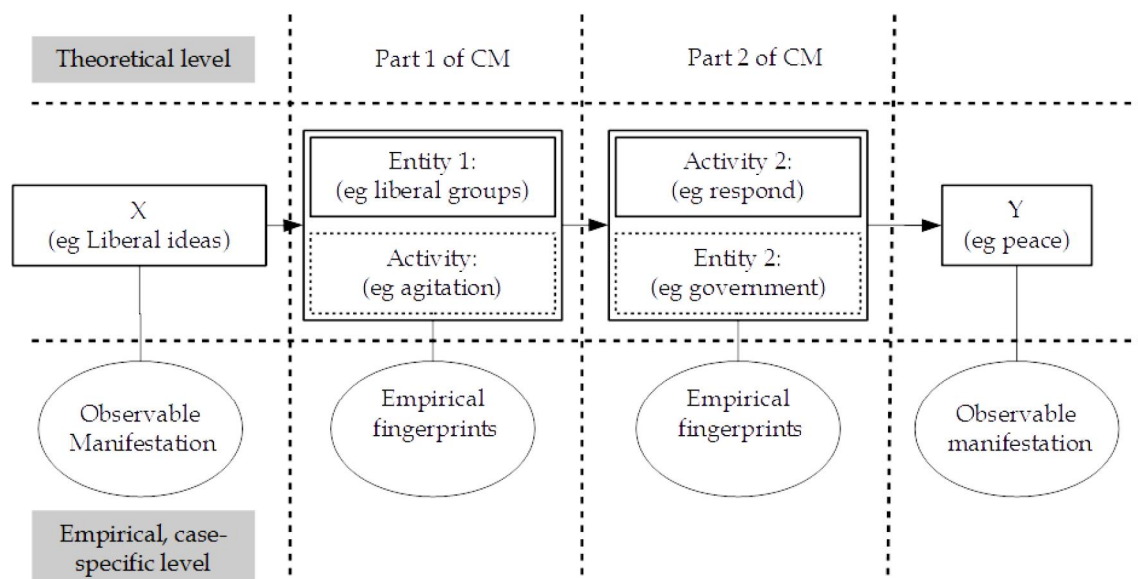 Theoretical level
Part 1 of CM
Part 2 of CM
X
(eg Liberal ideas)
Entity 1:
(eg liberal groups)
Activity:
(eg agitation)
Activity 2:
(eg respond)
Entity 2:
(eg government)
Y
(eg peace)
Observable
Manifestation
Empirical
fingerprints
Empirical
fingerprints
Observable
manifestation
Empirical, case-
specific level